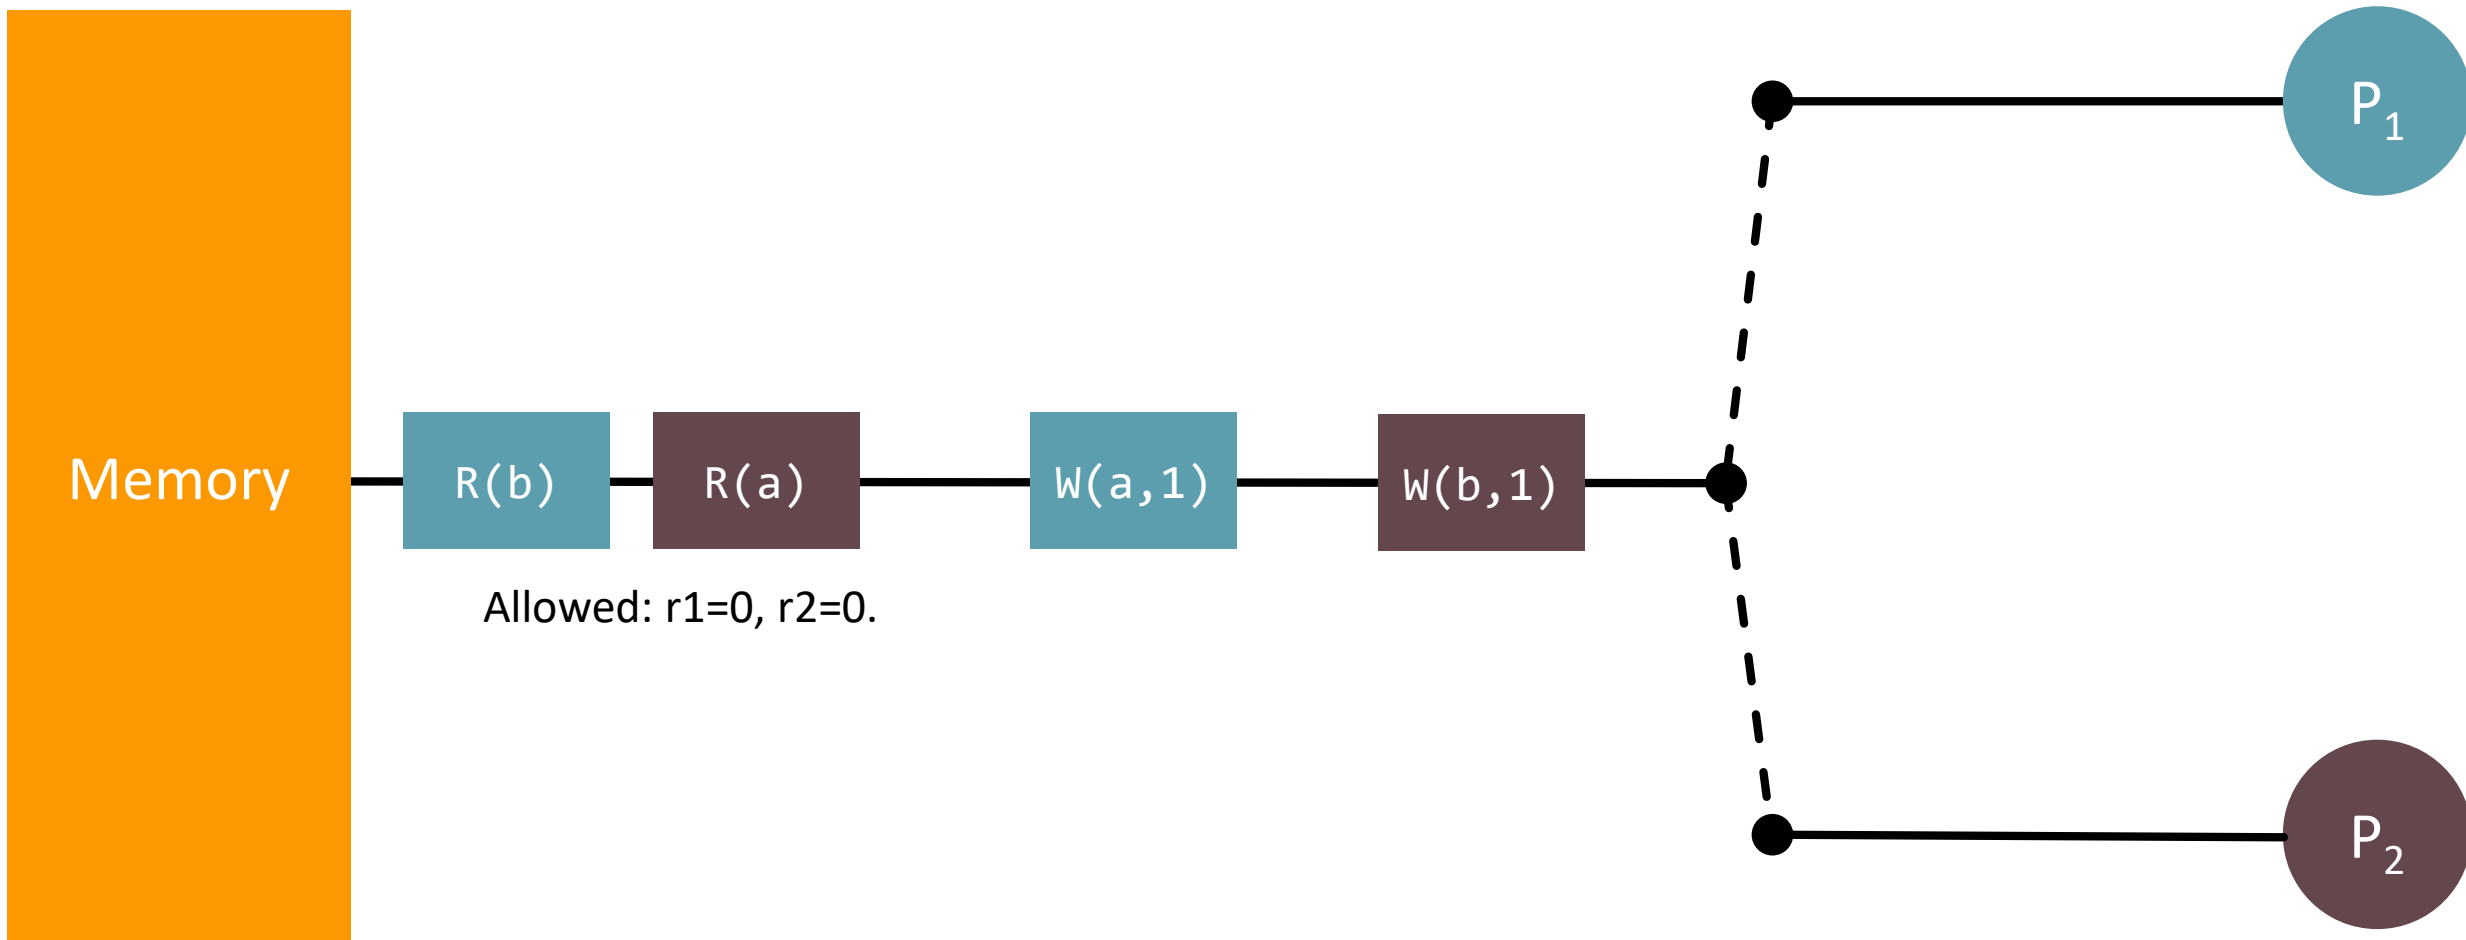 P₁
Memory
R(b)
R(a)
W(a,1)
W(b,1)
Allowed: r1=0, r2=0.
P₂